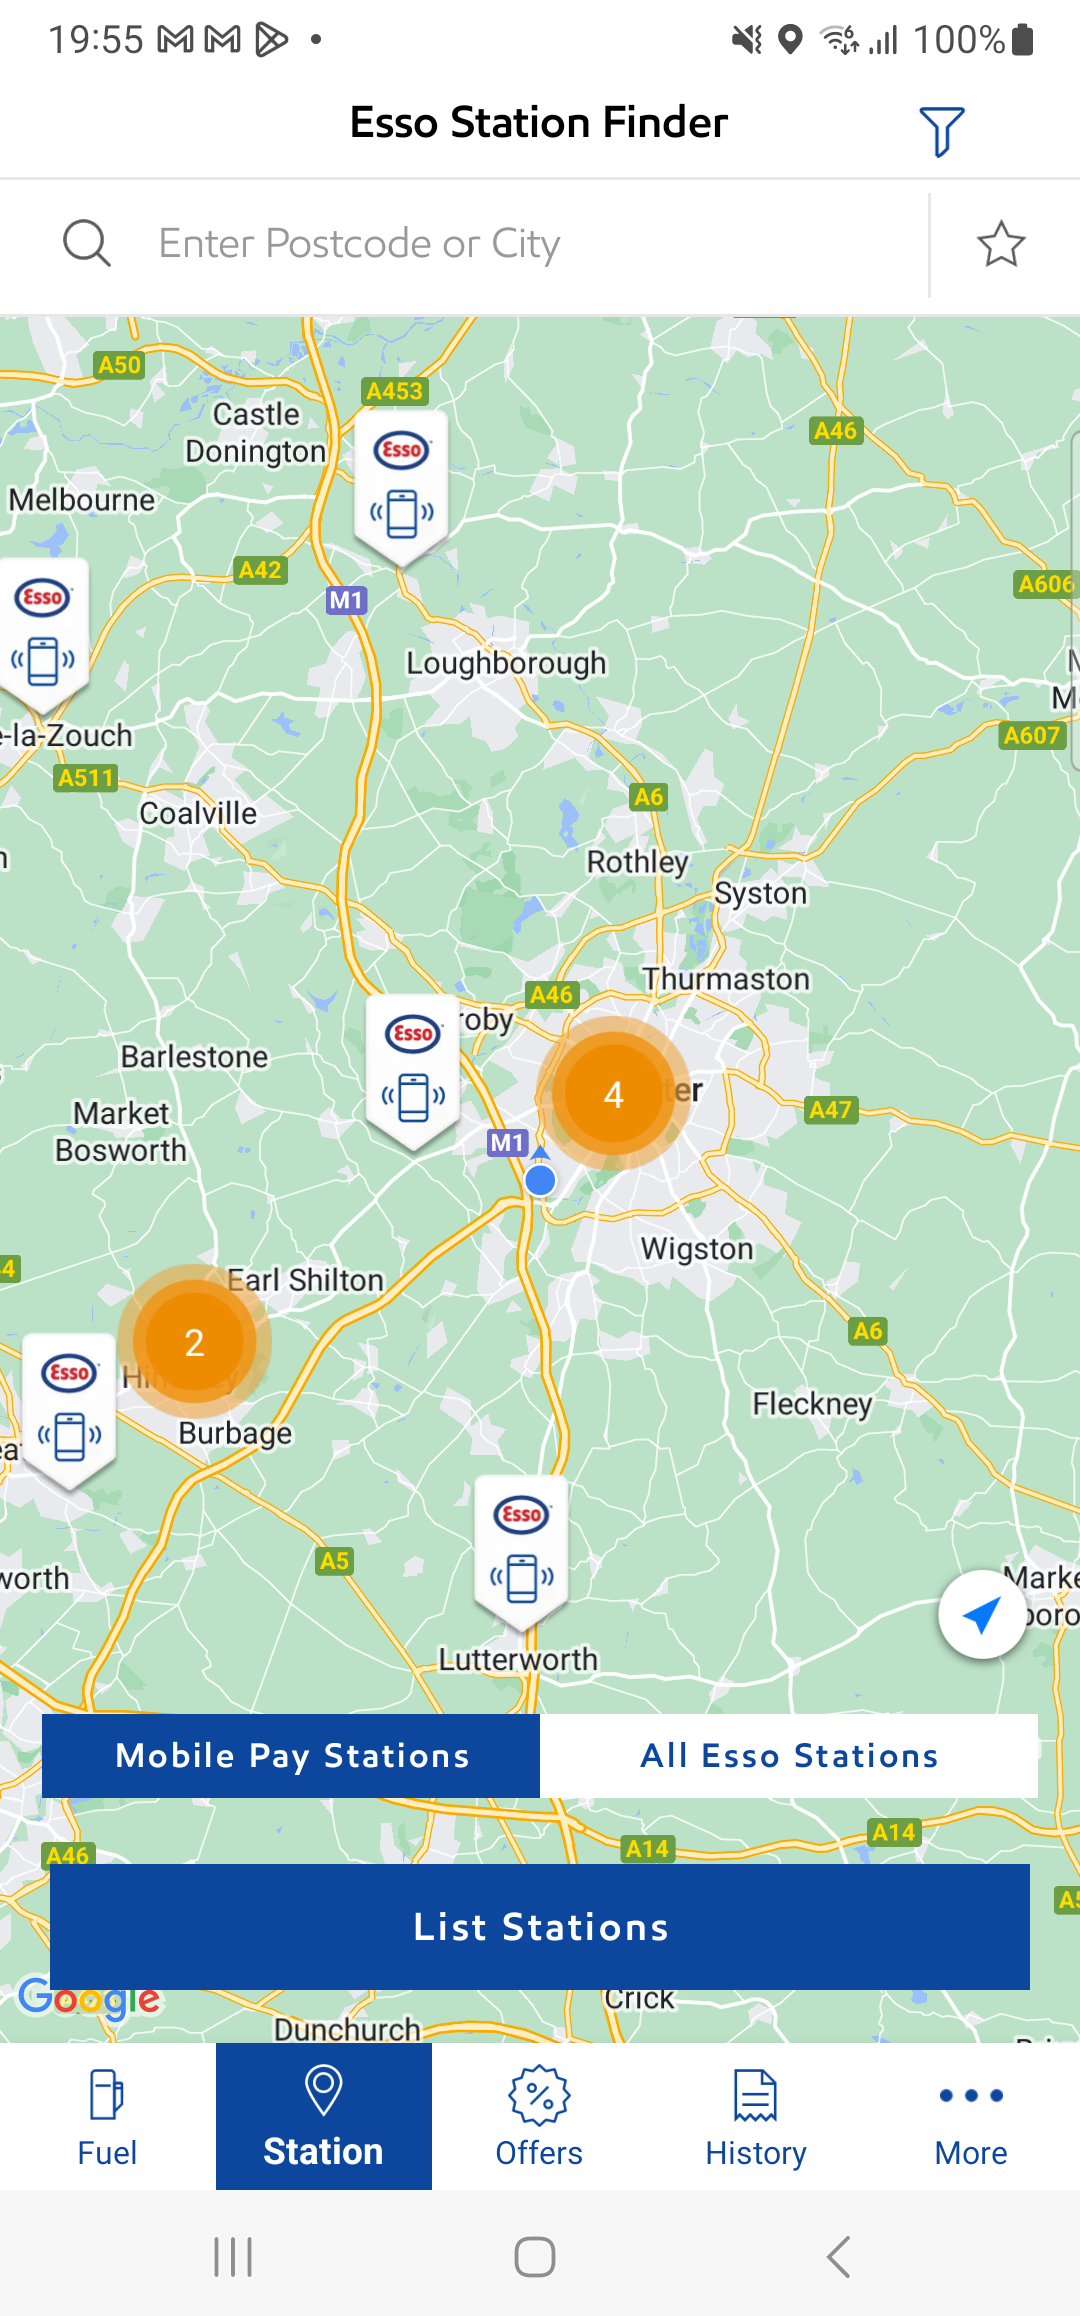 19:55
100%
Esso Station Finder
Enter Postcode or City
A50
A453
Castle
Donington
A46
Esso
Melbourne
A42
A606
Esso
M1
Loughborough
-la-Zouch
A607
A511
A6
Coalville
Rothley
Syston
Thurmaston
A46
Esso
roby
Barlestone
4
ter
A47
Market
Bosworth
M1
Wigston
4
Earl Shilton
A6
2
Esso
Burbage
Fleckney
Esso
A5
worth
Marke
boro
Lutterworth
Mobile Pay Stations
All Esso Stations
A14
A14
A46
List Stations
Google
Crick
Dunchurch
Fuel
Station
Offers
History
More